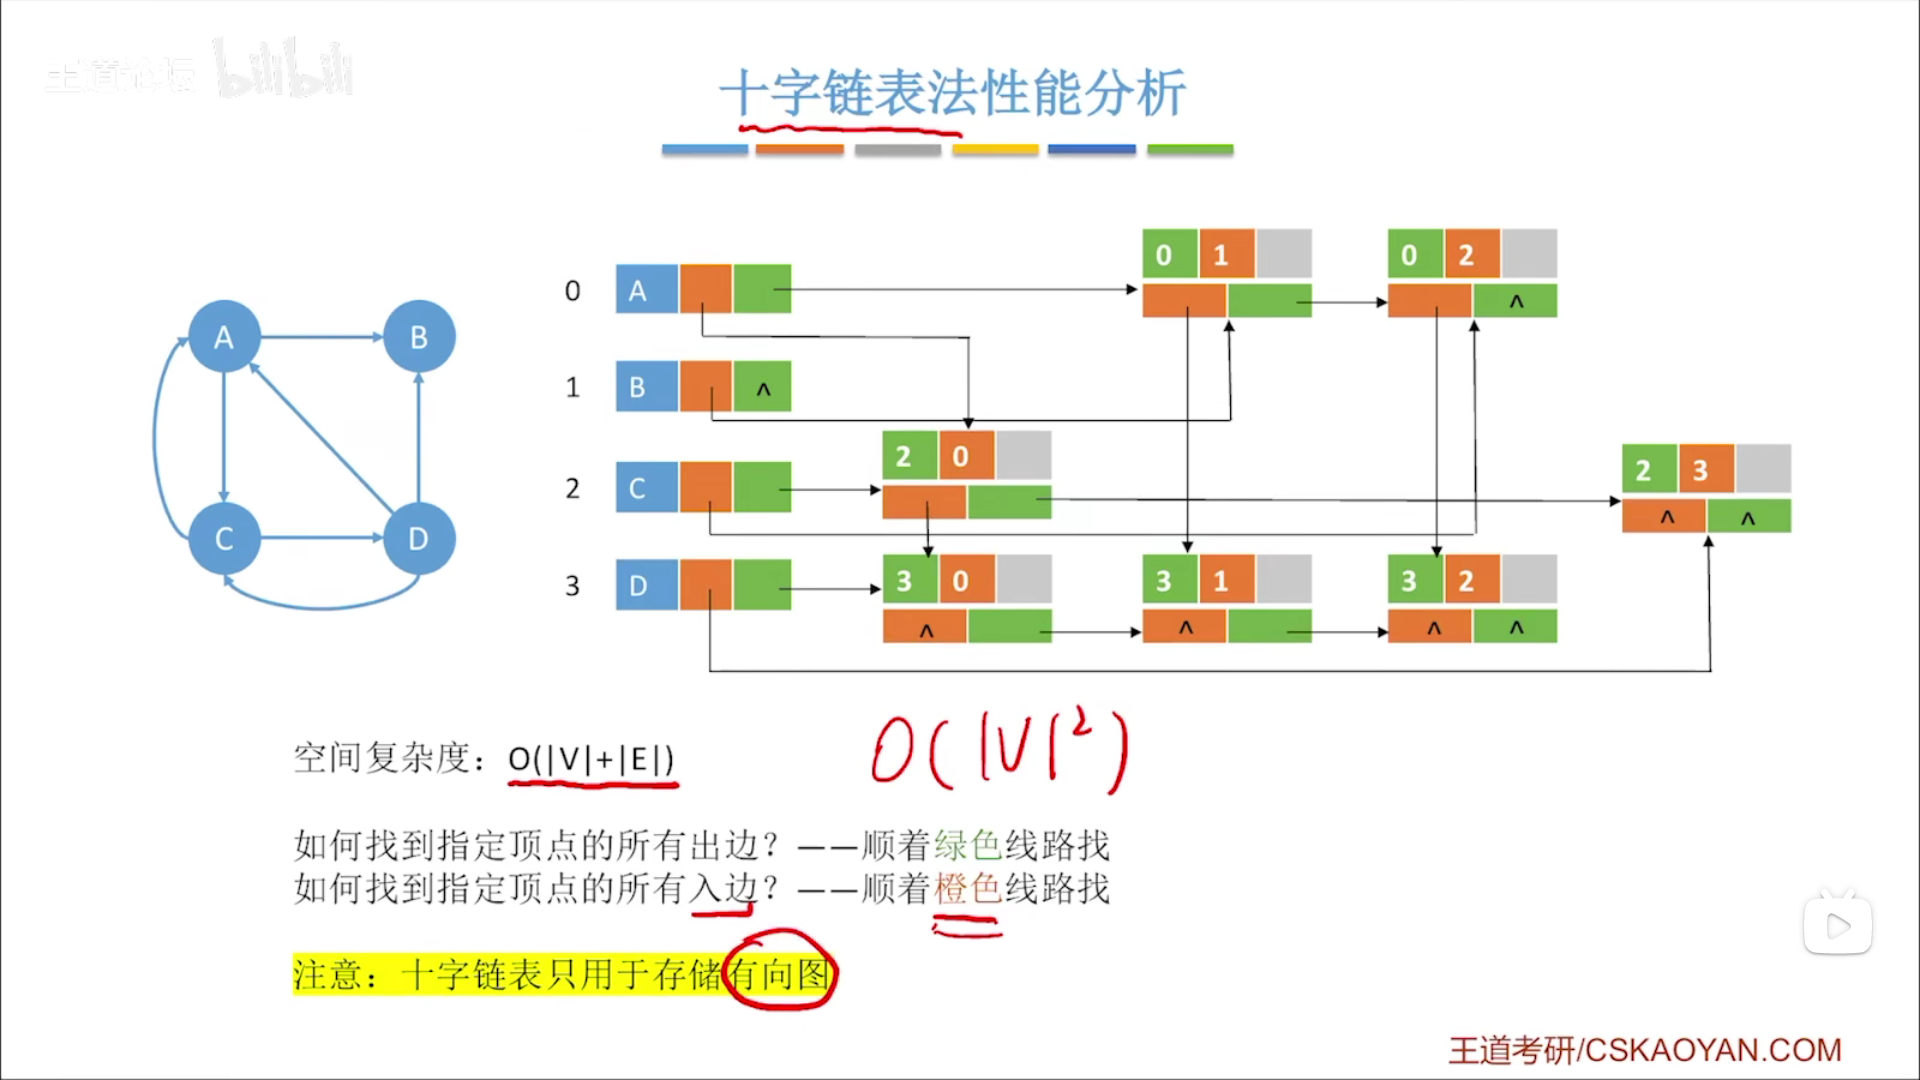 王道论坛 bilibili
十字链表法性能分析
A B
C D
0 A
1 B ^
2 C
3 D
0 1
0 2
^
2 0
2 3
^ ^
3 0
^
3 1
^
3 2
^ ^
空间复杂度：O(|V|+|E|)
O(|V|²)
如何找到指定顶点的所有出边？——顺着绿色线路找
如何找到指定顶点的所有入边？——顺着橙色线路找
注意：十字链表只用于存储有向图
王道考研/CSKAOYAN.COM